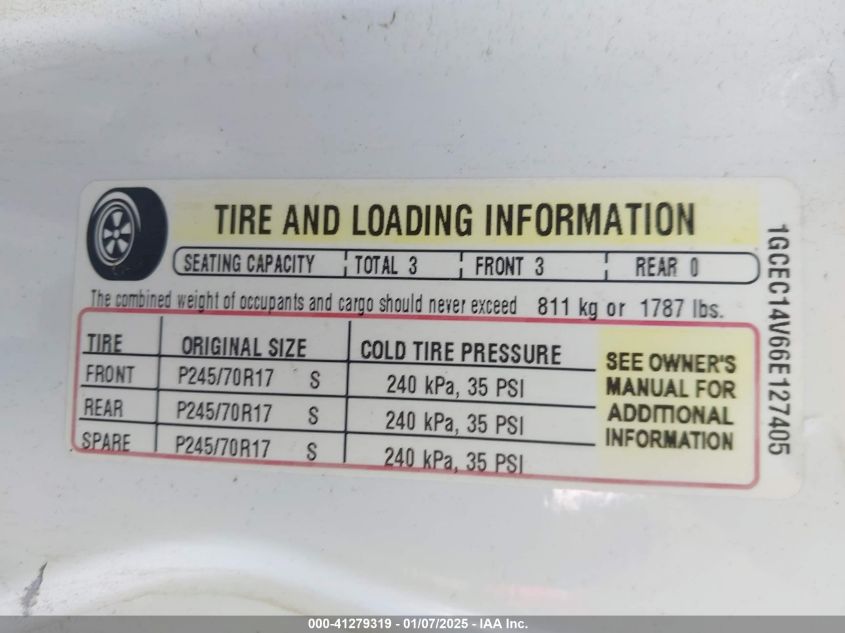 TIRE AND LOADING INFORMATION
SEATING CAPACITY TOTAL 3 FRONT 3 REAR 0
The combined weight of occupants and cargo should never exceed 811 kg or 1787 lbs.
TIRE ORIGINAL SIZE COLD TIRE PRESSURE
FRONT P245/70R17 S 240 kPa, 35 PSI
REAR P245/70R17 S 240 kPa, 35 PSI
SPARE P245/70R17 S 240 kPa, 35 PSI
SEE OWNER'S
MANUAL FOR
ADDITIONAL
INFORMATION
1GCEC14V66E127405
000-41279319 - 01/07/2025 - IAA Inc.